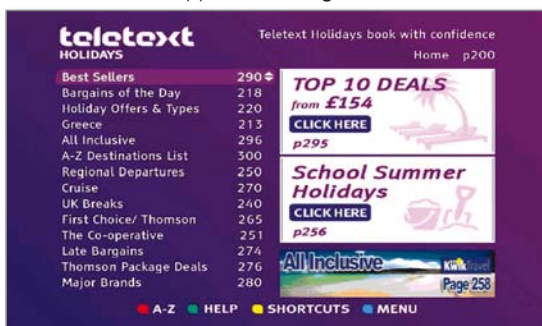 teletext
HOLIDAYS
Teletext Holidays book with confidence
Home p200
Best Sellers 290
Bargains of the Day 218
Holiday Offers & Types 220
Greece 213
All Inclusive 296
A-Z Destinations List 300
Regional Departures 250
Cruise 270
UK Breaks 240
First Choice/ Thomson 265
The Co-operative 251
Late Bargains 274
Thomson Package Deals 276
Major Brands 280
TOP 10 DEALS
from £154
CLICK HERE
p295
School Summer
Holidays
CLICK HERE
p256
All Inclusive
KwikTravel
Page 258
A-Z HELP SHORTCUTS MENU